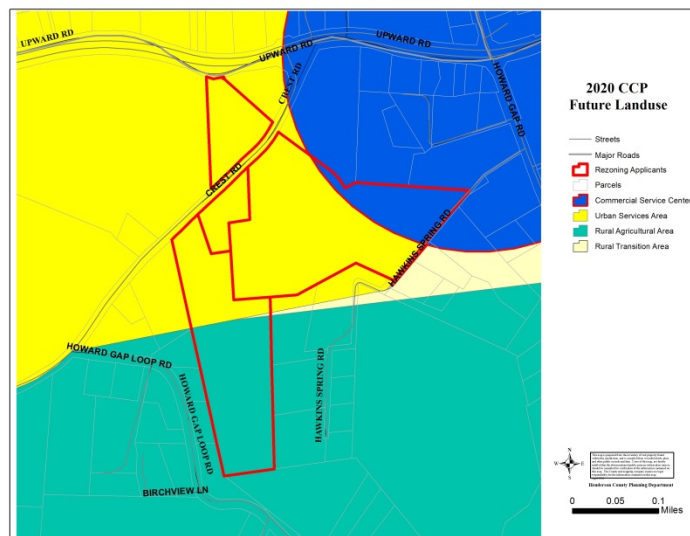 UPWARD RD
UPWARD RD
UPWARD RD
CREST RD
HOWARD GAP RD
CREST RD
HAWKINS SPRING RD
HOWARD GAP LOOP RD
HOWARD GAP LOOP RD
HAWKINS SPRING RD
BIRCHVIEW LN
2020 CCP
Future Landuse
Streets
Major Roads
Rezoning Applicants
Parcels
Commercial Service Center
Urban Services Area
Rural Agricultural Area
Rural Transition Area
N
W
E
S
Henderson County Planning Department
0 0.05 0.1
Miles